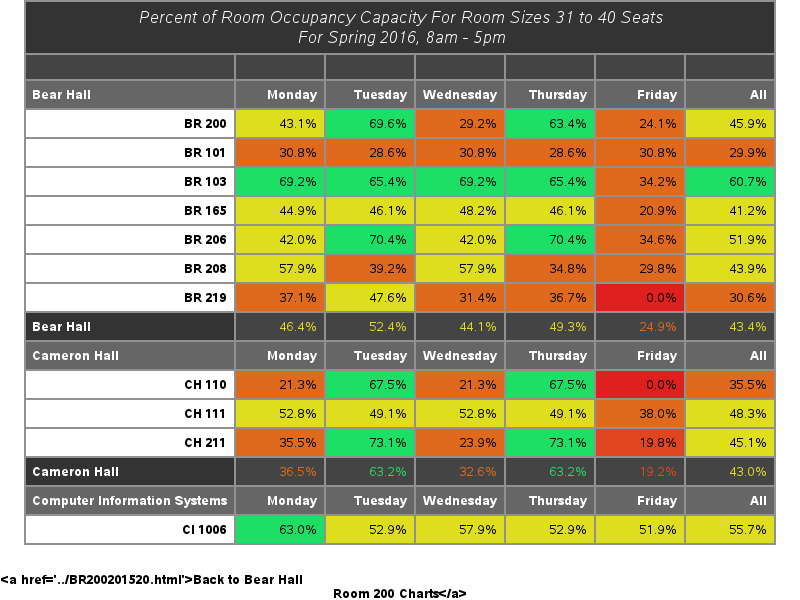 Percent of Room Occupancy Capacity For Room Sizes 31 to 40 Seats
For Spring 2016, 8am - 5pm
Bear Hall Monday Tuesday Wednesday Thursday Friday All
BR 200 43.1% 69.6% 29.2% 63.4% 24.1% 45.9%
BR 101 30.8% 28.6% 30.8% 28.6% 30.8% 29.9%
BR 103 69.2% 65.4% 69.2% 65.4% 34.2% 60.7%
BR 165 44.9% 46.1% 48.2% 46.1% 20.9% 41.2%
BR 206 42.0% 70.4% 42.0% 70.4% 34.6% 51.9%
BR 208 57.9% 39.2% 57.9% 34.8% 29.8% 43.9%
BR 219 37.1% 47.6% 31.4% 36.7% 0.0% 30.6%
Bear Hall 46.4% 52.4% 44.1% 49.3% 24.9% 43.4%
Cameron Hall Monday Tuesday Wednesday Thursday Friday All
CH 110 21.3% 67.5% 21.3% 67.5% 0.0% 35.5%
CH 111 52.8% 49.1% 52.8% 49.1% 38.0% 48.3%
CH 211 35.5% 73.1% 23.9% 73.1% 19.8% 45.1%
Cameron Hall 36.5% 63.2% 32.6% 63.2% 19.2% 43.0%
Computer Information Systems Monday Tuesday Wednesday Thursday Friday All
CI 1006 63.0% 52.9% 57.9% 52.9% 51.9% 55.7%
<a href='../BR200201520.html'>Back to Bear Hall
Room 200 Charts</a>